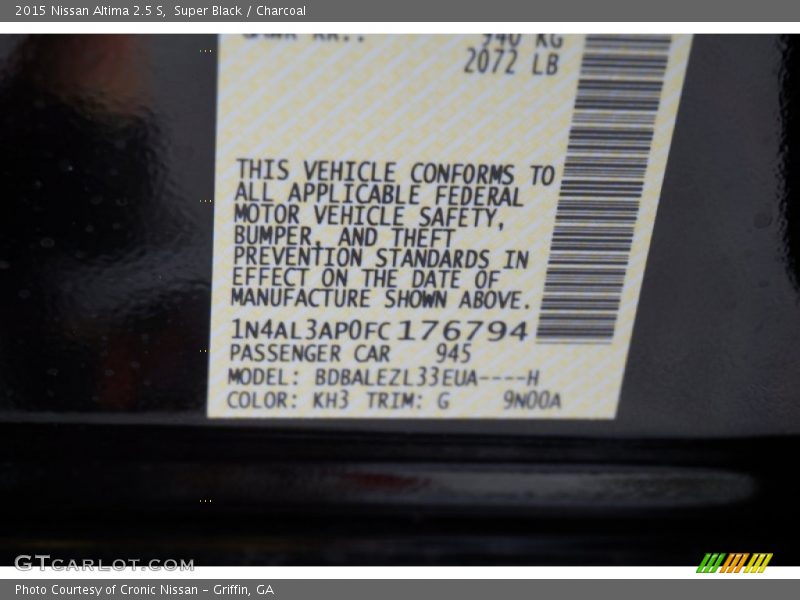 2015 Nissan Altima 2.5 S, Super Black / Charcoal
940 KG
2072 LB
THIS VEHICLE CONFORMS TO
ALL APPLICABLE FEDERAL
MOTOR VEHICLE SAFETY,
BUMPER, AND THEFT
PREVENTION STANDARDS IN
EFFECT ON THE DATE OF
MANUFACTURE SHOWN ABOVE.
1N4AL3AP0FC176794
PASSENGER CAR 945
MODEL: BDBALEZL33EUA----H
COLOR: KH3 TRIM: G 9N00A
GTCARLOT.COM
Photo Courtesy of Cronic Nissan - Griffin, GA